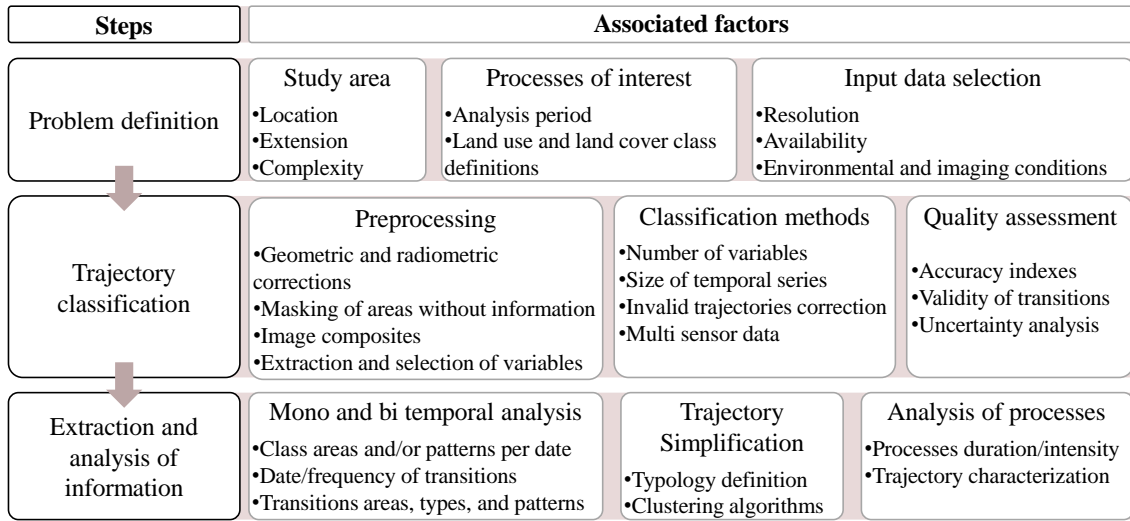 Steps
Associated factors
Problem definition
Study area
•Location
•Extension
•Complexity
Processes of interest
•Analysis period
•Land use and land cover class
definitions
Input data selection
•Resolution
•Availability
•Environmental and imaging conditions
Trajectory
classification
Preprocessing
•Geometric and radiometric
corrections
•Masking of areas without information
•Image composites
•Extraction and selection of variables
Classification methods
•Number of variables
•Size of temporal series
•Invalid trajectories correction
•Multi sensor data
Quality assessment
•Accuracy indexes
•Validity of transitions
•Uncertainty analysis
Extraction and
analysis of
information
Mono and bi temporal analysis
•Class areas and/or patterns per date
•Date/frequency of transitions
•Transitions areas, types, and patterns
Trajectory
Simplification
•Typology definition
•Clustering algorithms
Analysis of processes
•Processes duration/intensity
•Trajectory characterization